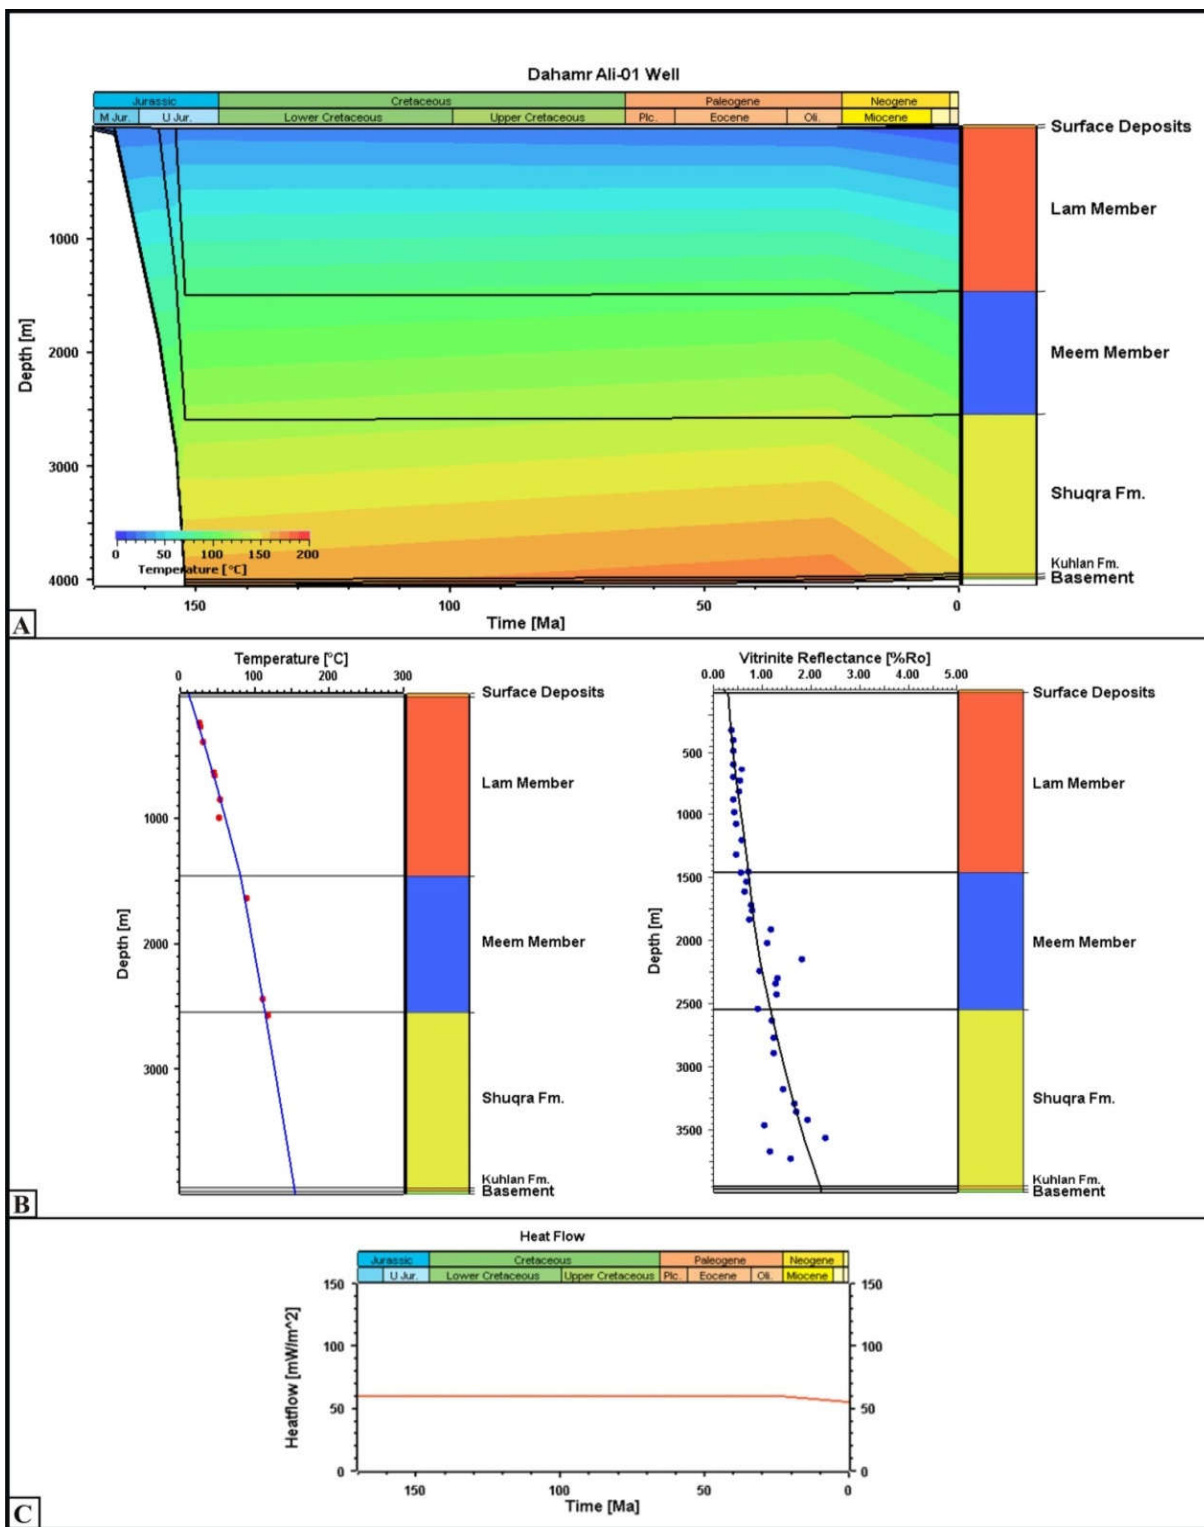 Dahamr Ali-01 Well
Jurassic Cretaceous Paleogene Neogene
M Jur. U Jur. Lower Cretaceous Upper Cretaceous Plc. Eocene Oli. Miocene
Surface Deposits
Lam Member
1000
Depth [m]
2000
Meem Member
3000
Shuqra Fm.
0 50 100 150 200
Temperature [°C]
Kuhlan Fm.
4000
Basement
150 100 50 0
Time [Ma]
A
Temperature [°C]
0 100 200 300
Surface Deposits
Lam Member
1000
Meem Member
Depth [m]
2000
3000
Shuqra Fm.
Kuhlan Fm.
Basement
Vitrinite Reflectance [%Ro]
0.00 1.00 2.00 3.00 4.00 5.00
Surface Deposits
500
Lam Member
1000
1500
Meem Member
Depth [m]
2000
2500
3000
Shuqra Fm.
3500
Kuhlan Fm.
Basement
B
Heat Flow
Jurassic Cretaceous Paleogene Neogene
U Jur. Lower Cretaceous Upper Cretaceous Plc. Eocene Oli. Miocene
150 150
Heatflow [mW/m^2]
100 100
50 50
0 0
150 100 50 0
Time [Ma]
C